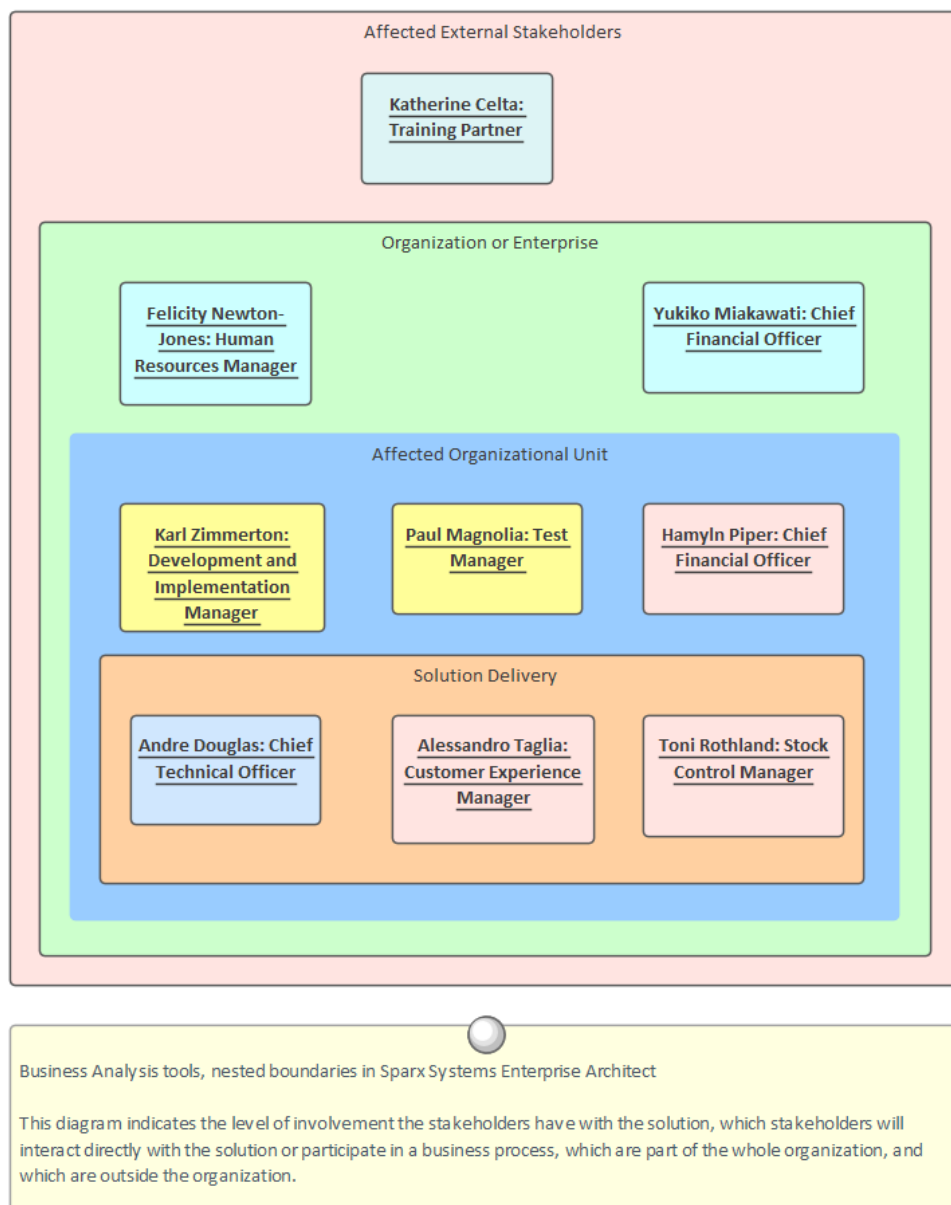 Affected External Stakeholders
Katherine Celta:
Training Partner
Organization or Enterprise
Felicity Newton-
Jones: Human
Resources Manager
Yukiko Miakawati: Chief
Financial Officer
Affected Organizational Unit
Karl Zimmerton:
Development and
Implementation
Manager
Paul Magnolia: Test
Manager
Hamyln Piper: Chief
Financial Officer
Solution Delivery
Andre Douglas: Chief
Technical Officer
Alessandro Taglia:
Customer Experience
Manager
Toni Rothland: Stock
Control Manager
Business Analysis tools, nested boundaries in Sparx Systems Enterprise Architect
This diagram indicates the level of involvement the stakeholders have with the solution, which stakeholders will
interact directly with the solution or participate in a business process, which are part of the whole organization, and
which are outside the organization.